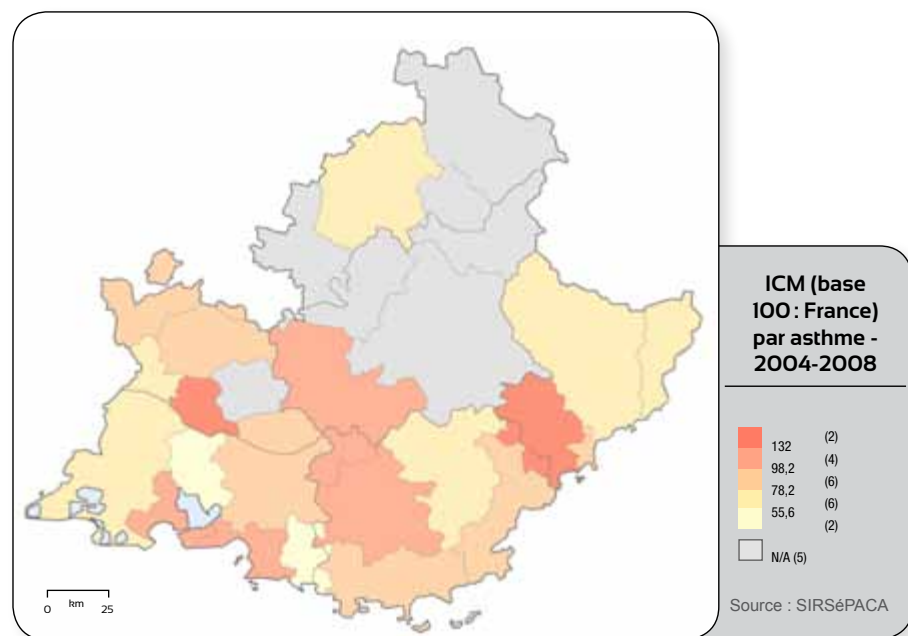 ICM (base
100 : France)
par asthme -
2004-2008
(2)
132
(4)
98,2
(6)
78,2
(6)
55,6
(2)
N/A (5)
Source : SIRSéPACA
km
0 25